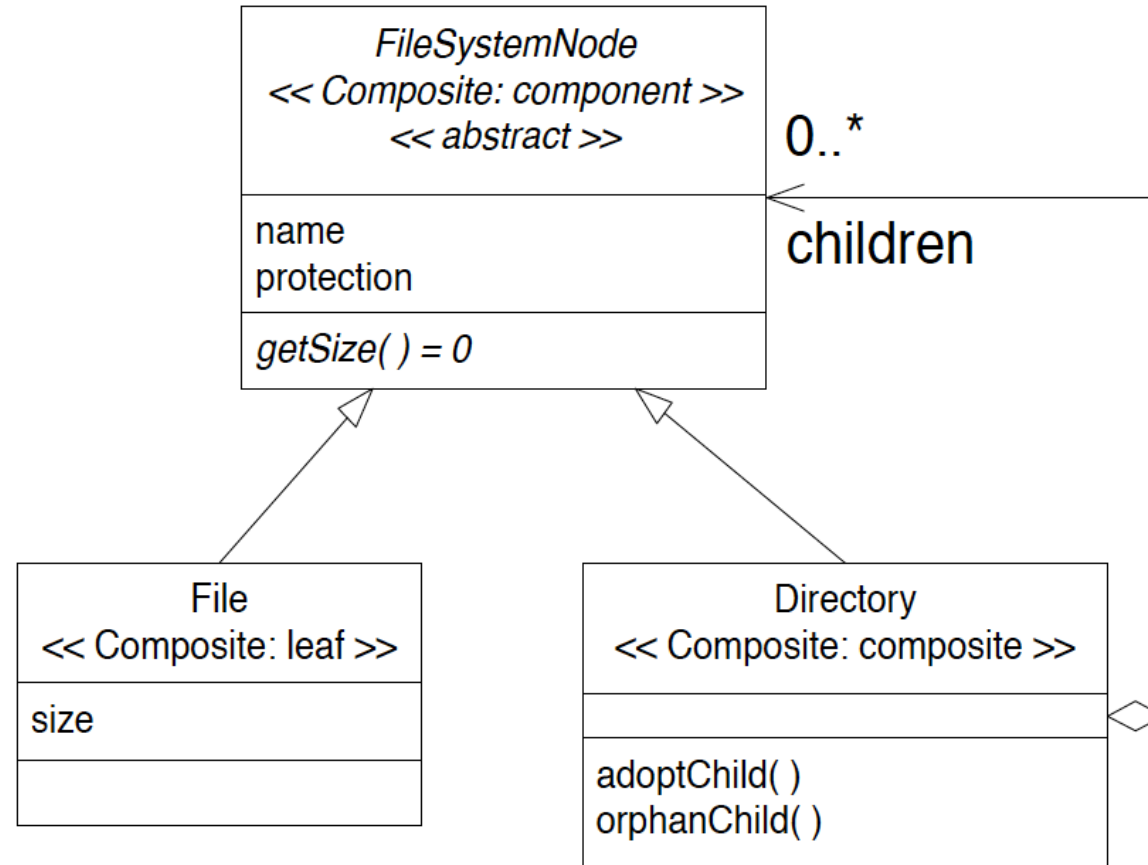 FileSystemNode
<< Composite: component >>
<< abstract >>
0..*
name
protection
children
getSize( ) = 0
File
<< Composite: leaf >>
size
Directory
<< Composite: composite >>
adoptChild( )
orphanChild( )